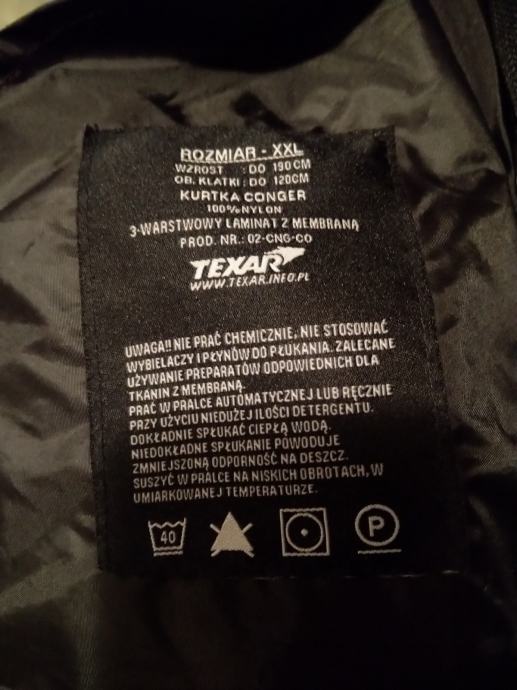 ROZMIAR - XXL
WZROST : DO 190CM
OB. KLATKI : DO 120CM
KURTKA CONGER
100% NYLON
3-WARSTWOWY LAMINAT Z MEMBRANĄ
PROD. NR.: 02-CNG-CO
TEXAR
WWW.TEXAR.INFO.PL
UWAGA!! NIE PRAĆ CHEMICZNIE, NIE STOSOWAĆ
WYBIELACZY I PŁYNÓW DO PŁUKANIA. ZALECANE
UŻYWANIE PREPARATÓW ODPOWIEDNICH DLA
TKANIN Z MEMBRANĄ.
PRAĆ W PRALCE AUTOMATYCZNEJ LUB RĘCZNIE
PRZY UŻYCIU NIEDUŻEJ ILOŚCI DETERGENTU.
DOKŁADNIE SPŁUKAĆ CIEPŁĄ WODĄ.
NIEDOKŁADNE SPŁUKANIE POWODUJE
ZMNIEJSZONĄ ODPORNOŚĆ NA DESZCZ.
SUSZYĆ W PRALCE NA NISKICH OBROTACH, W
UMIARKOWANEJ TEMPERATURZE.
40 P